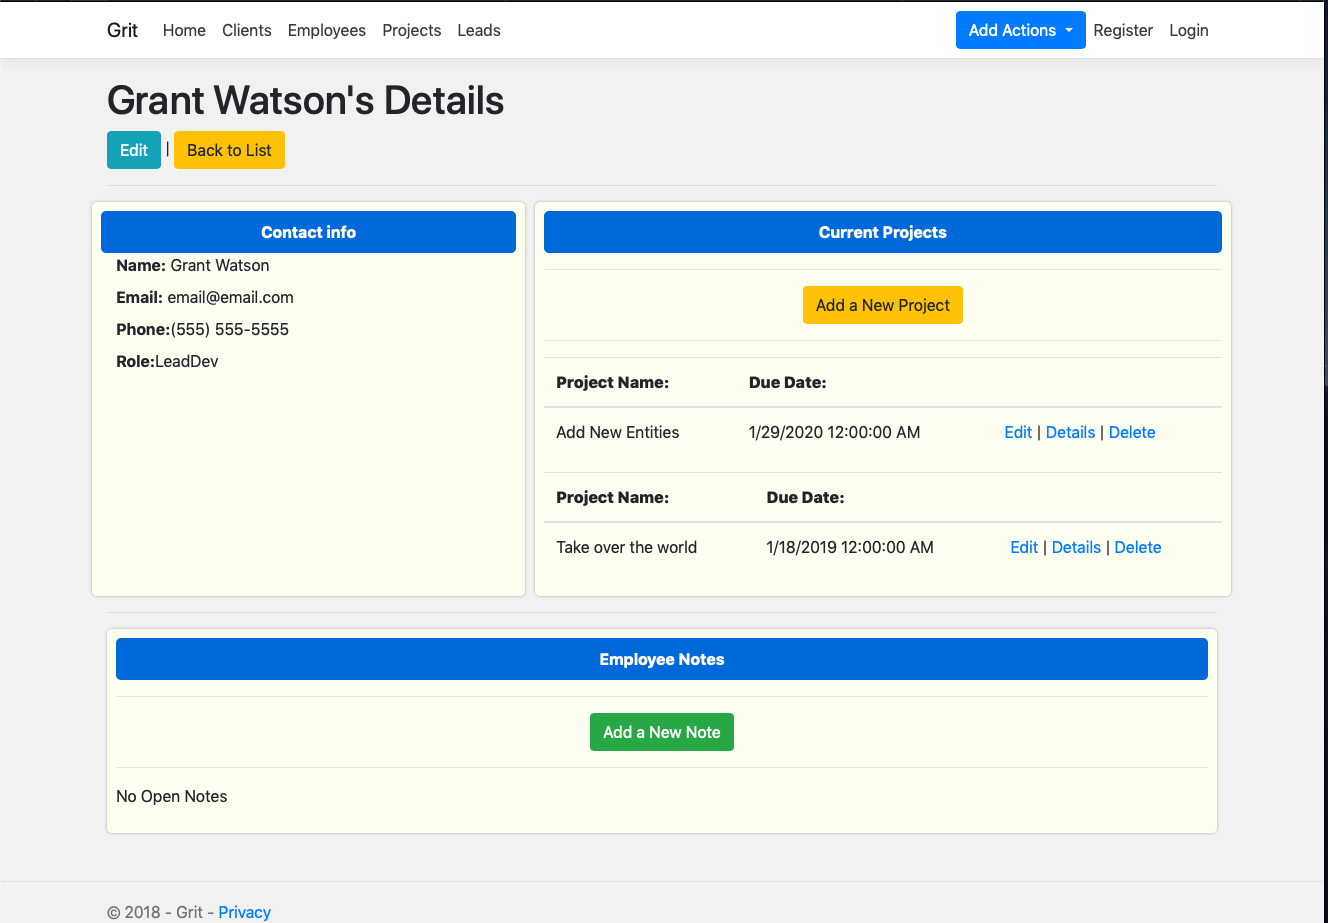 Grit Home Clients Employees Projects Leads Add Actions Register Login
Grant Watson's Details
Edit | Back to List
Contact info
Name: Grant Watson
Email: email@email.com
Phone:(555) 555-5555
Role:LeadDev
Current Projects
Add a New Project
Project Name: Due Date:
Add New Entities 1/29/2020 12:00:00 AM Edit | Details | Delete
Project Name: Due Date:
Take over the world 1/18/2019 12:00:00 AM Edit | Details | Delete
Employee Notes
Add a New Note
No Open Notes
© 2018 - Grit - Privacy